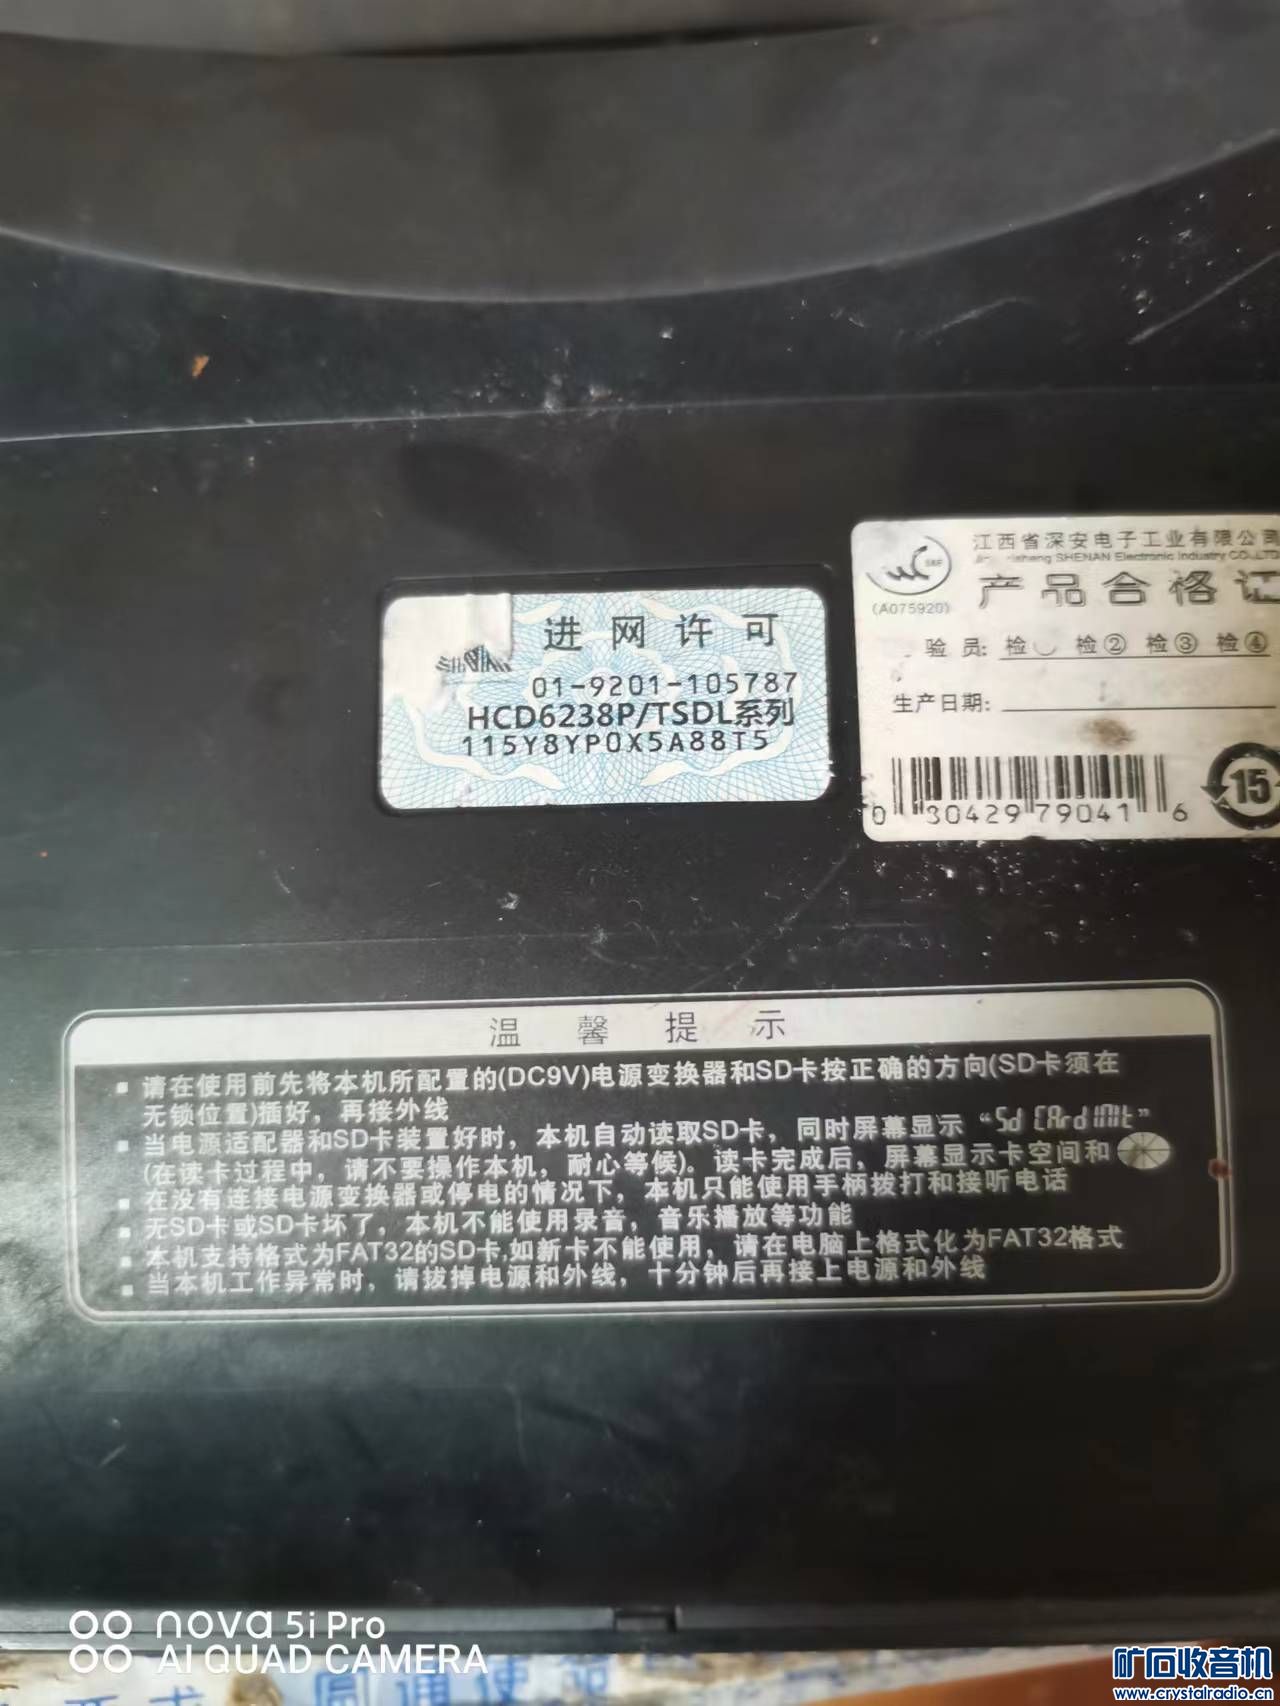 进网许可
01-9201-105787
HCD6238P/TSDL系列
115Y8YP0X5A88T5
江西省深安电子工业有限公司
SHENAN Electronic Industry CO.,LTD
(A075920)
产品合格证
验 员: 检 检② 检③ 检④
生产日期:
0 30429 79041 6
15
温馨提示
▪ 请在使用前先将本机所配置的(DC9V)电源变换器和SD卡按正确的方向(SD卡须在
无锁位置)插好，再接外线
▪ 当电源适配器和SD卡装置好时，本机自动读取SD卡，同时屏幕显示 “Sd CArd INIt”
(在读卡过程中，请不要操作本机，耐心等候)。读卡完成后，屏幕显示卡空间和
▪ 在没有连接电源变换器或停电的情况下，本机只能使用手柄拨打和接听电话
▪ 无SD卡或SD卡坏了，本机不能使用录音，音乐播放等功能
▪ 本机支持格式为FAT32的SD卡,如新卡不能使用，请在电脑上格式化为FAT32格式
▪ 当本机工作异常时，请拔掉电源和外线，十分钟后再接上电源和外线
nova 5i Pro
AI QUAD CAMERA
矿石收音机
www.crystalradio.cn